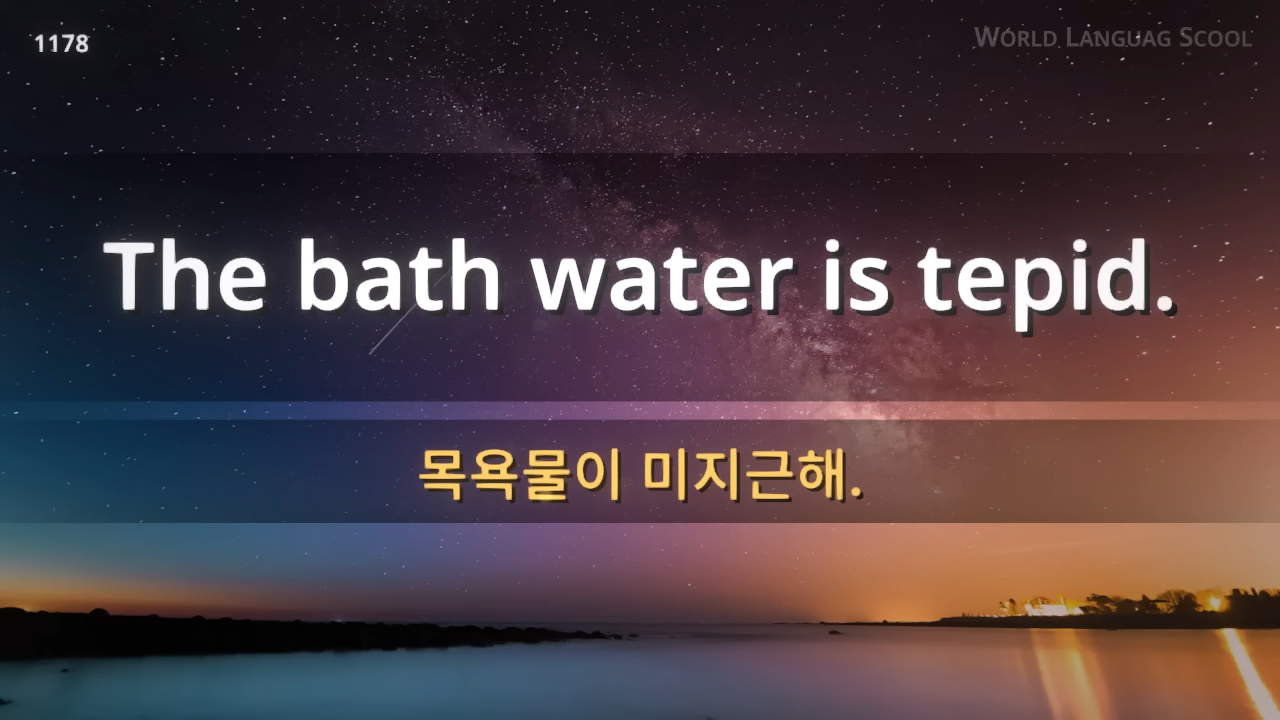 1178
World Languag Scool
The bath water is tepid.
목욕물이 미지근해.